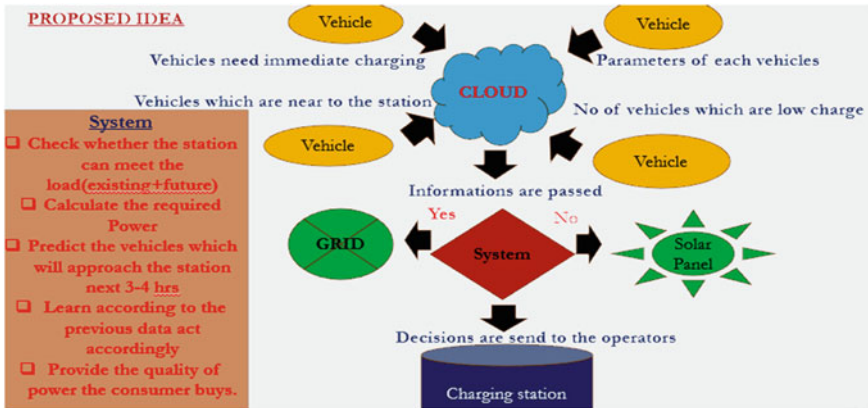 PROPOSED IDEA
Vehicle
Vehicle
Vehicles need immediate charging
Parameters of each vehicles
CLOUD
Vehicles which are near to the station
No of vehicles which are low charge
Vehicle
Vehicle
Informations are passed
Yes
No
GRID
System
Solar
Panel
Decisions are send to the operators
Charging station
System
❑ Check whether the station
can meet the
load(existing+future)
❑ Calculate the required
Power
❑ Predict the vehicles which
will approach the station
next 3-4 hrs
❑ Learn according to the
previous data act
accordingly
❑ Provide the quality of
power the consumer buys.